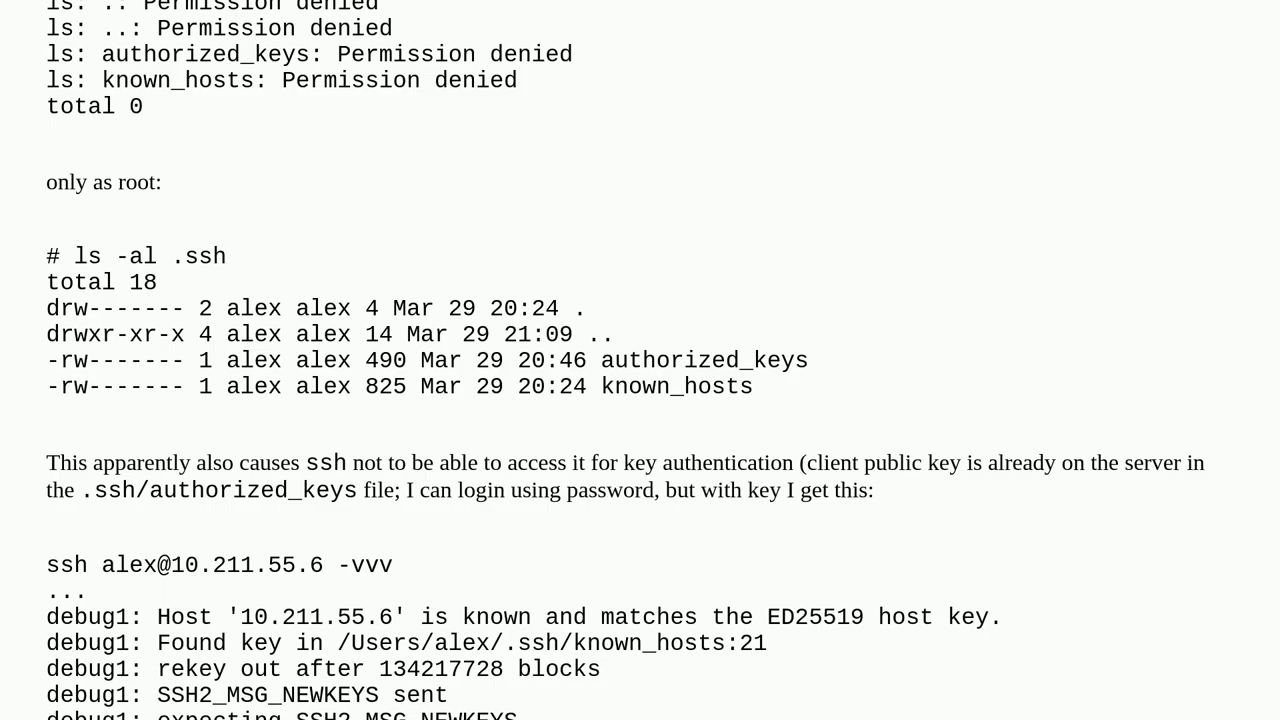 ls: .: Permission denied
ls: ..: Permission denied
ls: authorized_keys: Permission denied
ls: known_hosts: Permission denied
total 0
only as root:
# ls -al .ssh
total 18
drw------- 2 alex alex 4 Mar 29 20:24 .
drwxr-xr-x 4 alex alex 14 Mar 29 21:09 ..
-rw------- 1 alex alex 490 Mar 29 20:46 authorized_keys
-rw------- 1 alex alex 825 Mar 29 20:24 known_hosts
This apparently also causes ssh not to be able to access it for key authentication (client public key is already on the server in
the .ssh/authorized_keys file; I can login using password, but with key I get this:
ssh alex@10.211.55.6 -vvv
...
debug1: Host '10.211.55.6' is known and matches the ED25519 host key.
debug1: Found key in /Users/alex/.ssh/known_hosts:21
debug1: rekey out after 134217728 blocks
debug1: SSH2_MSG_NEWKEYS sent
debug1: expecting SSH2_MSG_NEWKEYS